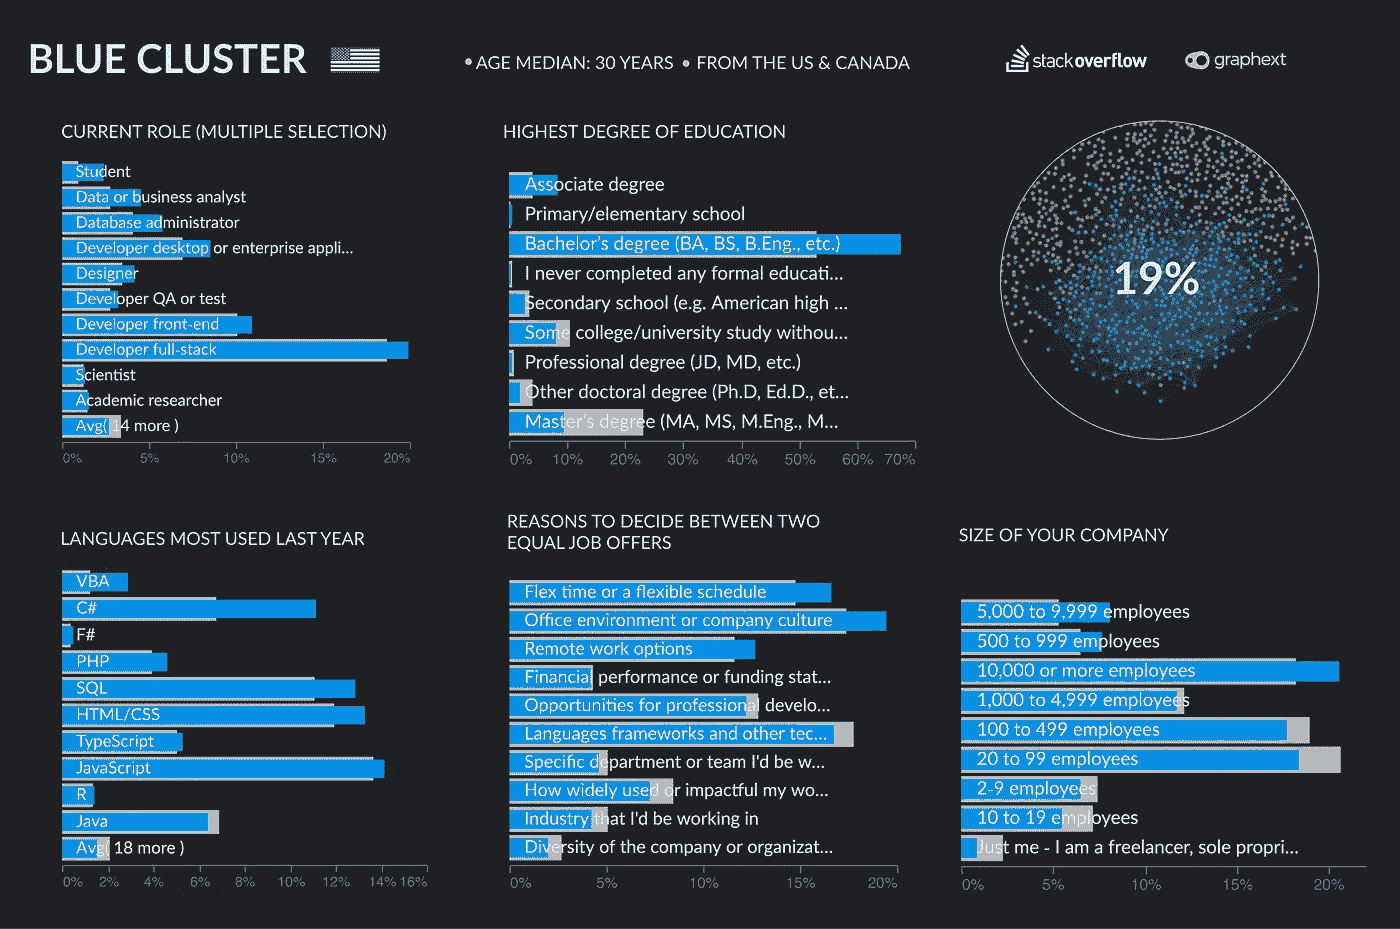 BLUE CLUSTER
• AGE MEDIAN: 30 YEARS • FROM THE US & CANADA
stackoverflow
graphext
CURRENT ROLE (MULTIPLE SELECTION)
Student
Data or business analyst
Database administrator
Developer desktop or enterprise appli...
Designer
Developer QA or test
Developer front-end
Developer full-stack
Scientist
Academic researcher
Avg( 14 more )
0% 5% 10% 15% 20%
HIGHEST DEGREE OF EDUCATION
Associate degree
Primary/elementary school
Bachelor's degree (BA, BS, B.Eng., etc.)
I never completed any formal educati...
Secondary school (e.g. American high ...
Some college/university study withou...
Professional degree (JD, MD, etc.)
Other doctoral degree (Ph.D, Ed.D., et...
Master's degree (MA, MS, M.Eng., M...
0% 10% 20% 30% 40% 50% 60% 70%
19%
LANGUAGES MOST USED LAST YEAR
VBA
C#
F#
PHP
SQL
HTML/CSS
TypeScript
JavaScript
R
Java
Avg( 18 more )
0% 2% 4% 6% 8% 10% 12% 14% 16%
REASONS TO DECIDE BETWEEN TWO
EQUAL JOB OFFERS
Flex time or a flexible schedule
Office environment or company culture
Remote work options
Financial performance or funding stat...
Opportunities for professional develo...
Languages frameworks and other tec...
Specific department or team I'd be w...
How widely used or impactful my wo...
Industry that I'd be working in
Diversity of the company or organizat...
0% 5% 10% 15% 20%
SIZE OF YOUR COMPANY
5,000 to 9,999 employees
500 to 999 employees
10,000 or more employees
1,000 to 4,999 employees
100 to 499 employees
20 to 99 employees
2-9 employees
10 to 19 employees
Just me - I am a freelancer, sole propri...
0% 5% 10% 15% 20%